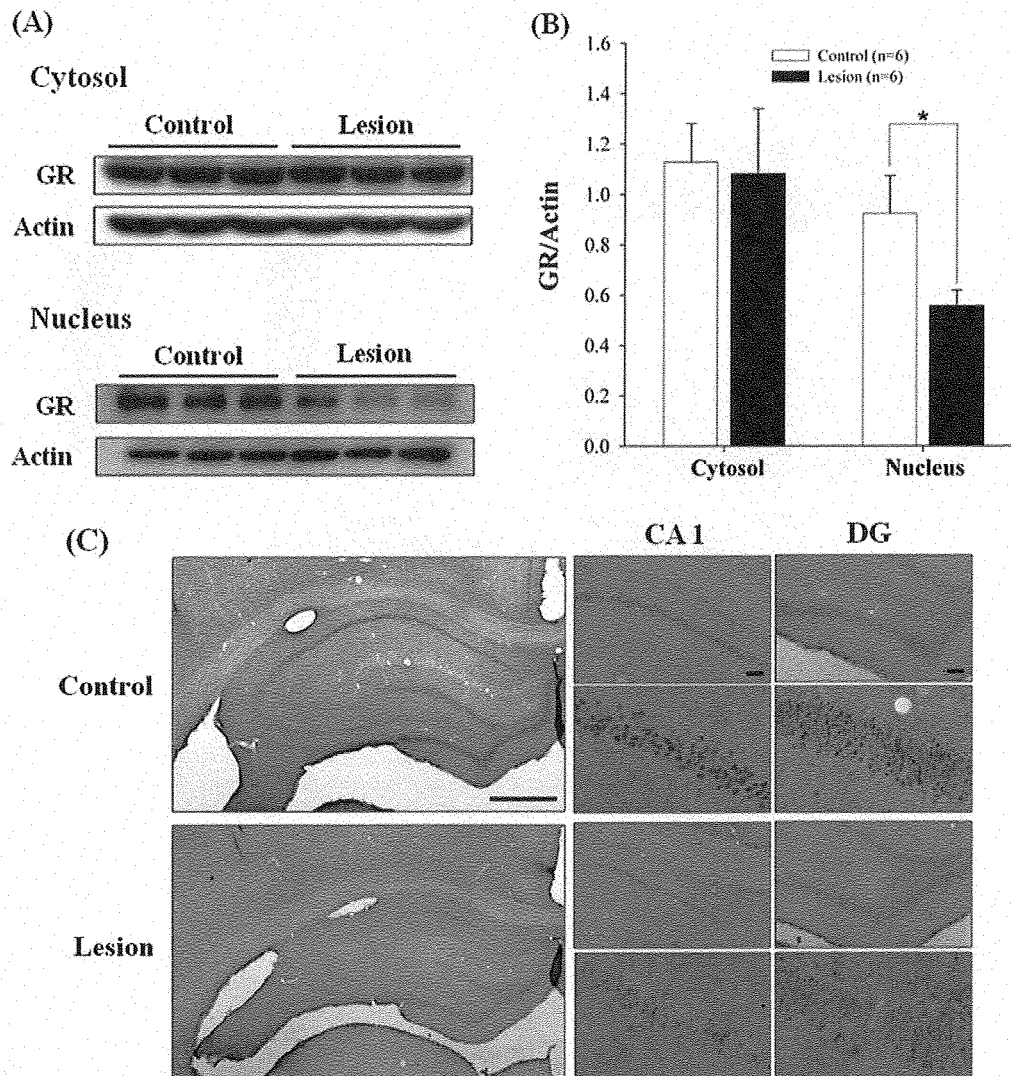 (A)
Cytosol
Control Lesion
GR
Actin
Nucleus
Control Lesion
GR
Actin
(B)
GR/Actin
1.6
1.4
1.2
1.0
0.8
0.6
0.4
0.2
0.0
Control (n=6)
Lesion (n=6)
*
Cytosol Nucleus
(C)
CA 1 DG
Control
Lesion